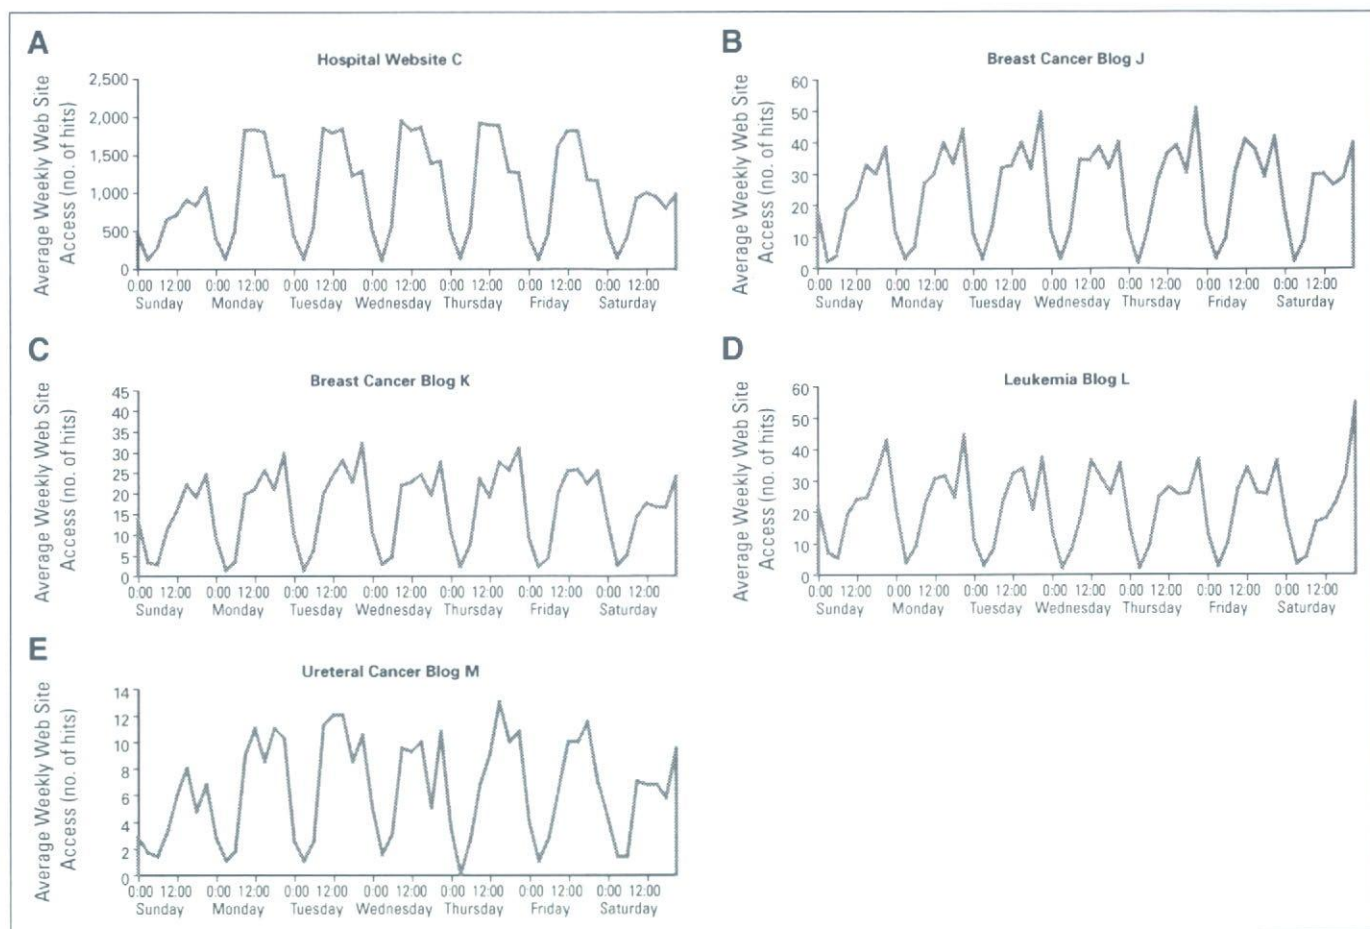 A
Hospital Website C
Average Weekly Web Site
Access (no. of hits)
2,500
2,000
1,500
1,000
500
0
0:00 12:00 0:00 12:00 0:00 12:00 0:00 12:00 0:00 12:00 0:00 12:00 0:00 12:00
Sunday Monday Tuesday Wednesday Thursday Friday Saturday
B
Breast Cancer Blog J
Average Weekly Web Site
Access (no. of hits)
60
50
40
30
20
10
0
0:00 12:00 0:00 12:00 0:00 12:00 0:00 12:00 0:00 12:00 0:00 12:00 0:00 12:00
Sunday Monday Tuesday Wednesday Thursday Friday Saturday
C
Breast Cancer Blog K
Average Weekly Web Site
Access (no. of hits)
45
40
35
30
25
20
15
10
5
0
0:00 12:00 0:00 12:00 0:00 12:00 0:00 12:00 0:00 12:00 0:00 12:00 0:00 12:00
Sunday Monday Tuesday Wednesday Thursday Friday Saturday
D
Leukemia Blog L
Average Weekly Web Site
Access (no. of hits)
60
50
40
30
20
10
0
0:00 12:00 0:00 12:00 0:00 12:00 0:00 12:00 0:00 12:00 0:00 12:00 0:00 12:00
Sunday Monday Tuesday Wednesday Thursday Friday Saturday
E
Ureteral Cancer Blog M
Average Weekly Web Site
Access (no. of hits)
14
12
10
8
6
4
2
0
0:00 12:00 0:00 12:00 0:00 12:00 0:00 12:00 0:00 12:00 0:00 12:00 0:00 12:00
Sunday Monday Tuesday Wednesday Thursday Friday Saturday